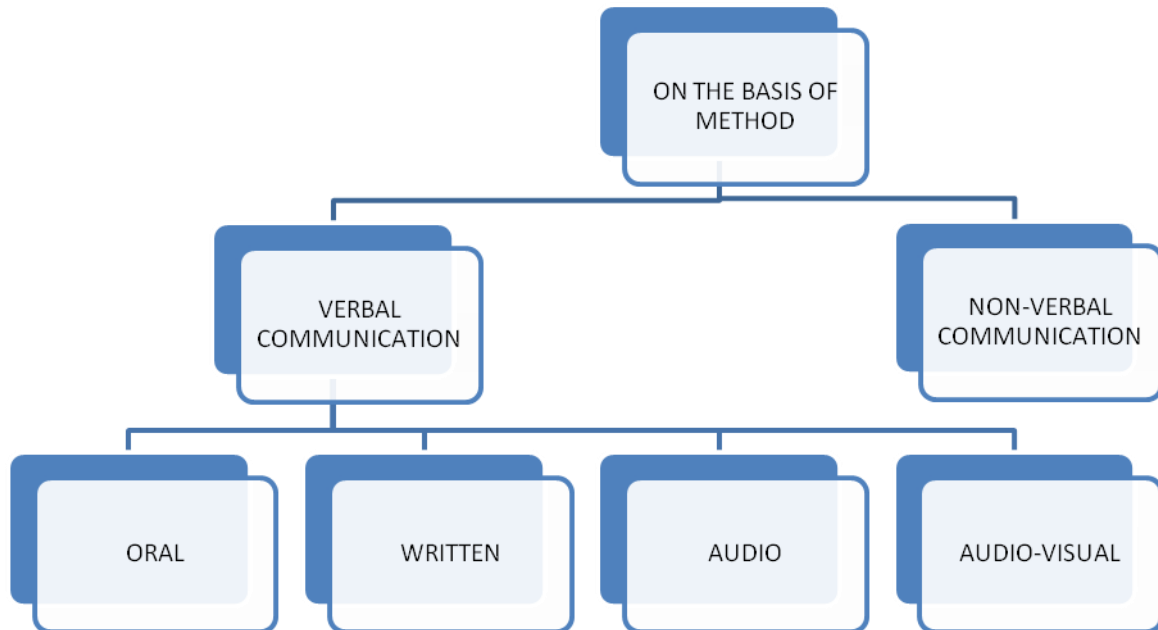 ON THE BASIS OF
METHOD
VERBAL
COMMUNICATION
NON-VERBAL
COMMUNICATION
ORAL
WRITTEN
AUDIO
AUDIO-VISUAL